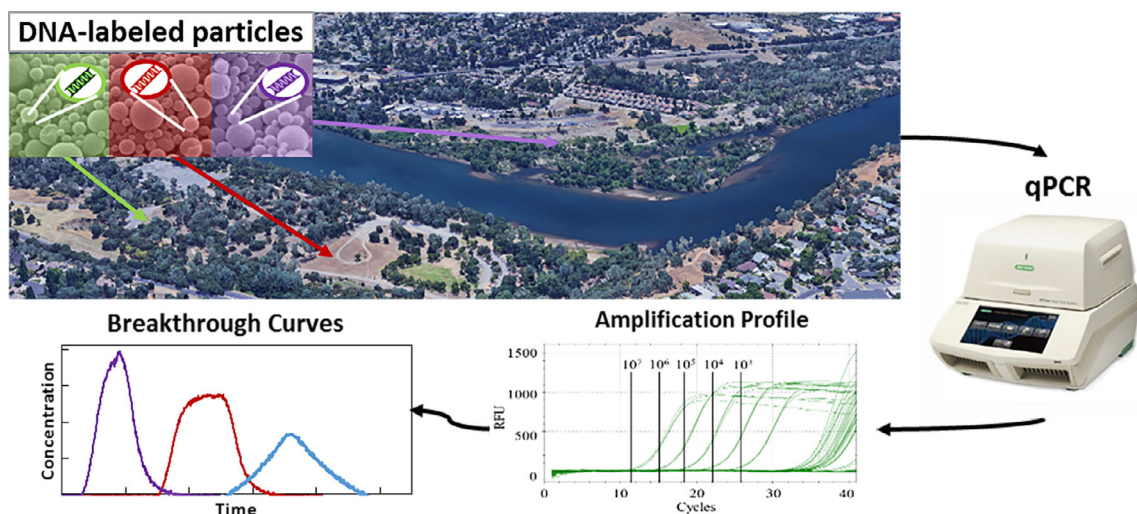 DNA-labeled particles
qPCR
Breakthrough Curves
Concentration
Time
Amplification Profile
1500
1000
500
0
RFU
10⁷ 10⁶ 10⁵ 10⁴ 10³
0 10 20 30 40
Cycles